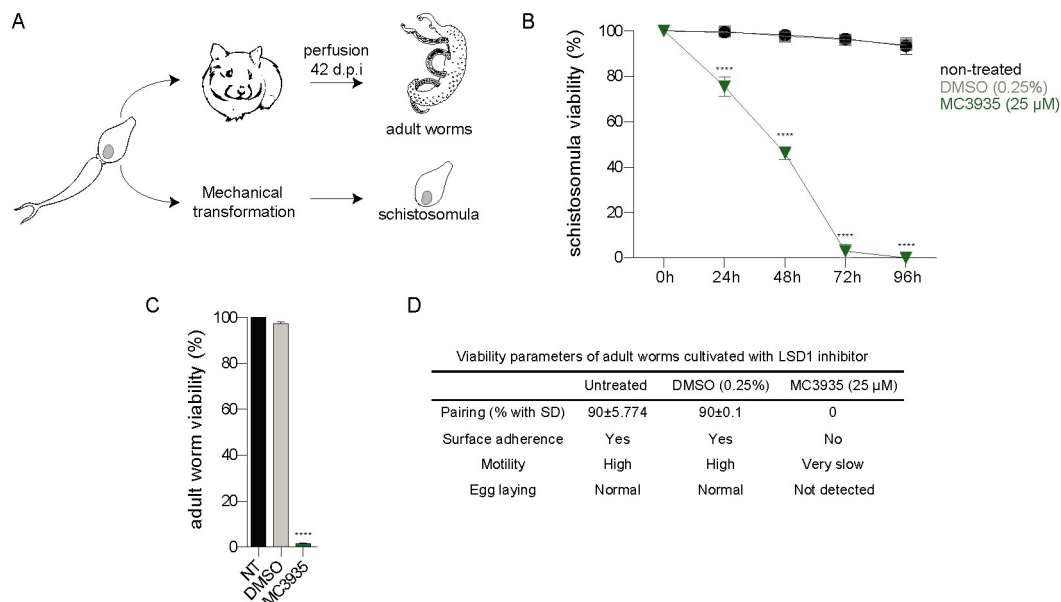 A
perfusion
42 d.p.i
adult worms
Mechanical
transformation
schistosomula
B
schistosomula viability (%)
100
80
60
40
20
0
0h 24h 48h 72h 96h
****
****
****
****
non-treated
DMSO (0.25%)
MC3935 (25 µM)
C
adult worm viability (%)
100
80
60
40
20
0
****
NT
DMSO
MC3935
D
Viability parameters of adult worms cultivated with LSD1 inhibitor
Untreated DMSO (0.25%) MC3935 (25 µM)
Pairing (% with SD) 90±5.774 90±0.1 0
Surface adherence Yes Yes No
Motility High High Very slow
Egg laying Normal Normal Not detected